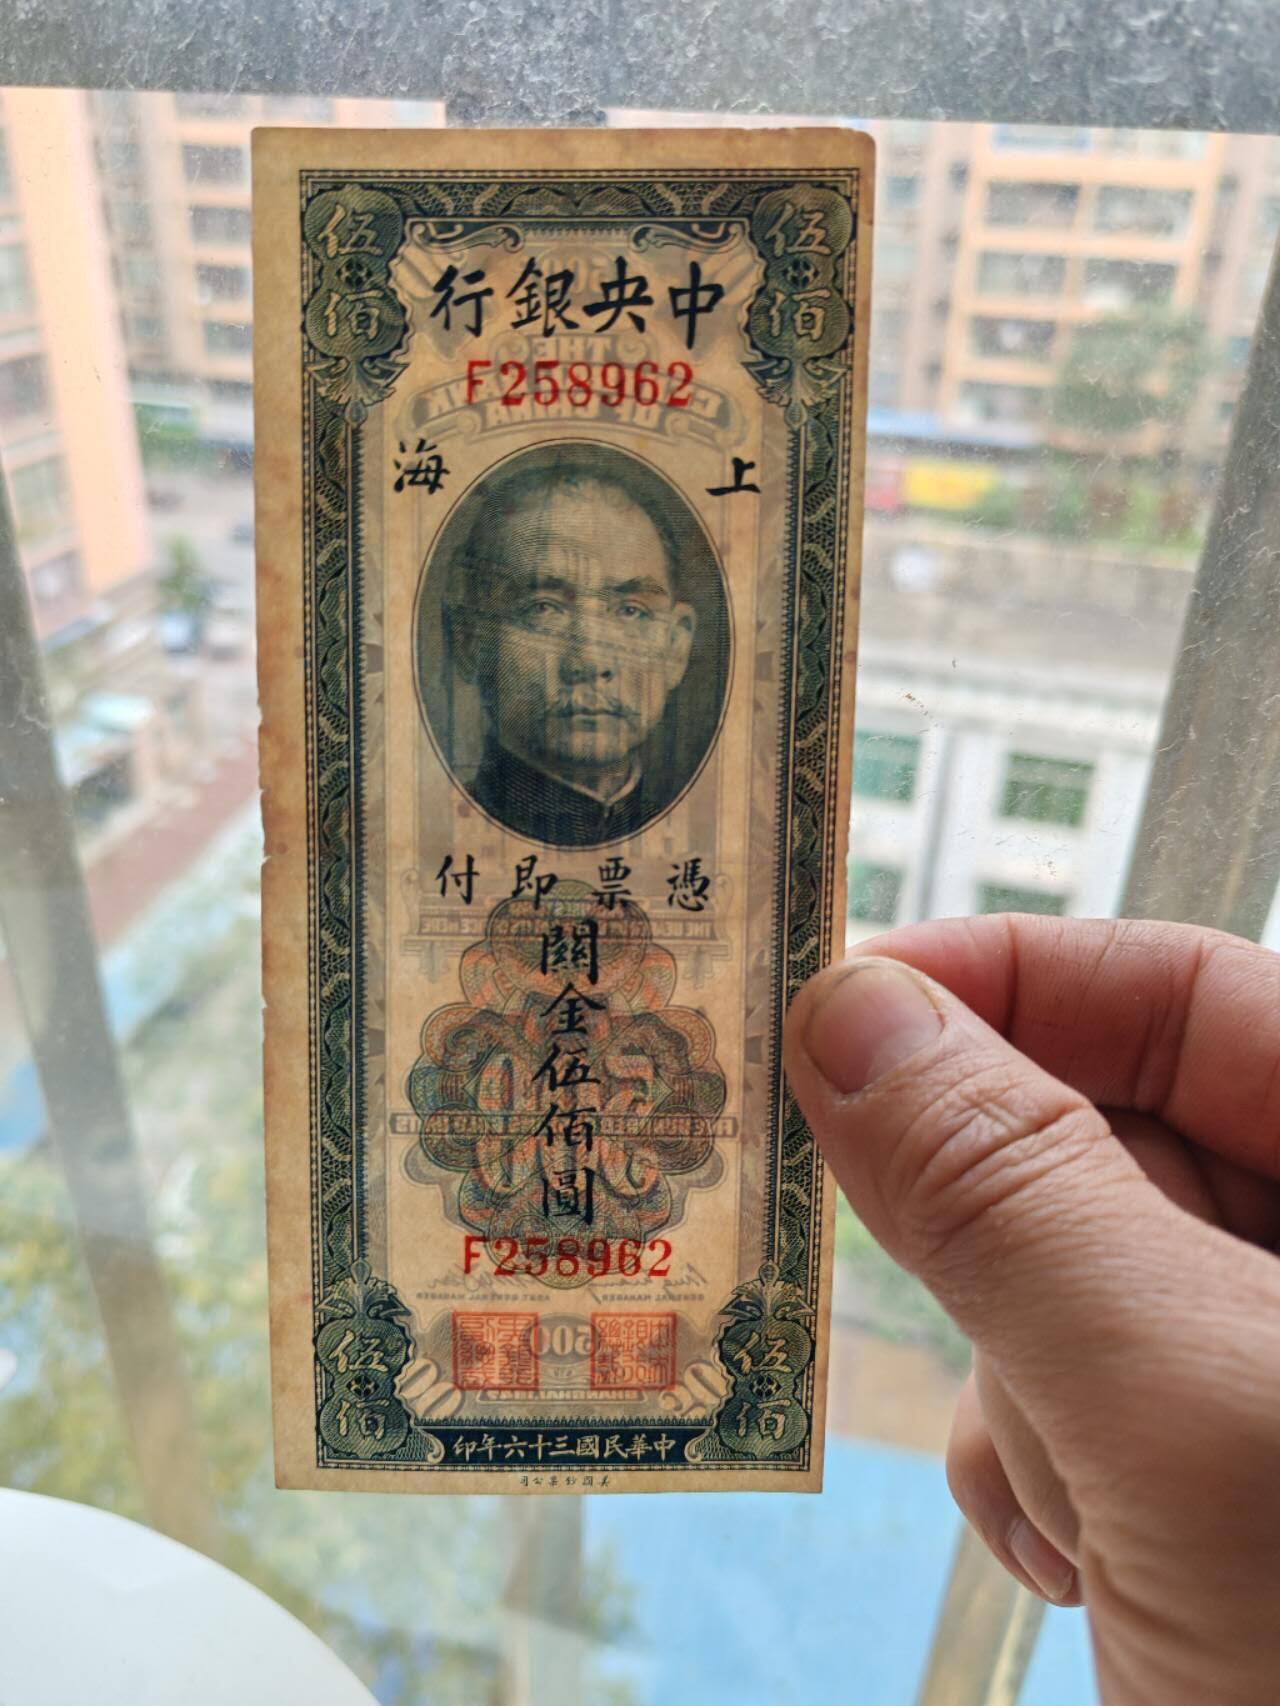 伍佰 伍佰
中央銀行
F258962
上海
憑票即付
關金伍佰圓
F258962
伍佰 伍佰
中華民國三十六年印
美國鈔票公司